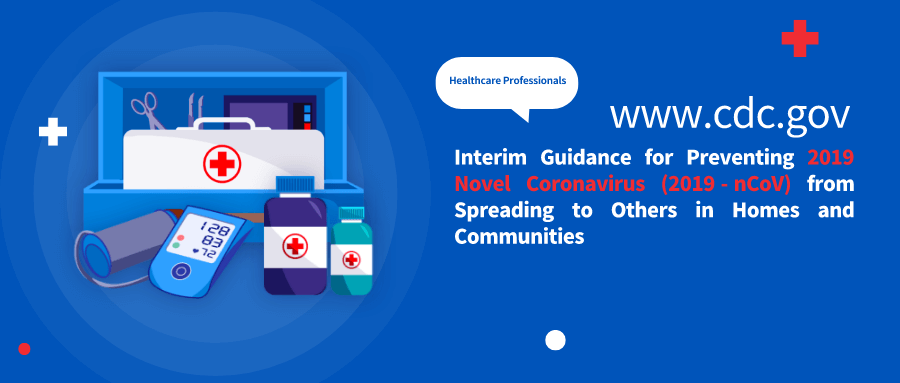 Healthcare Professionals
www.cdc.gov
Interim Guidance for Preventing 2019
Novel Coronavirus (2019 - nCoV) from
Spreading to Others in Homes and
Communities
128
83
72